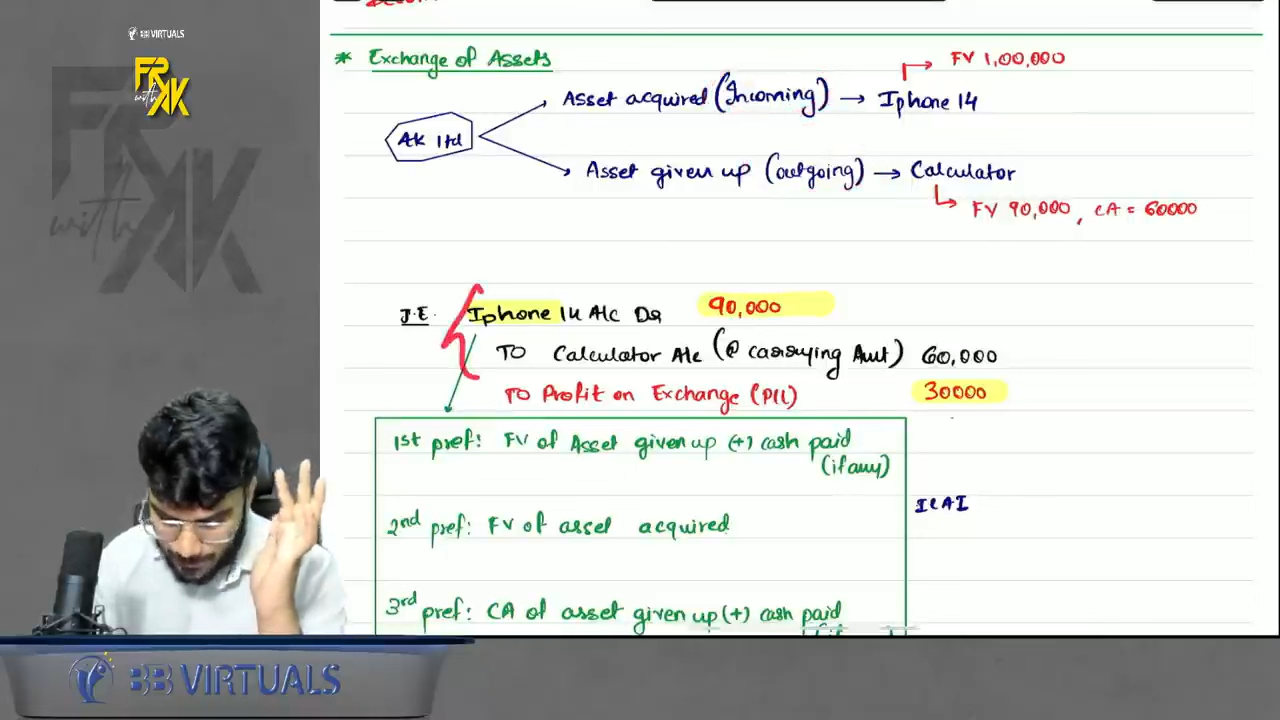 BB VIRTUALS
FR
with
AK
FR
with
AK
* Exchange of Assets
FV 1,00,000
Asset acquired (Incoming) → Iphone 14
AK ltd
Asset given up (outgoing) → Calculator
FV 90,000, CA = 60000
J.E. Iphone 14 A/c Dr 90,000
TO Calculator A/c (@ carrying Amt) 60,000
TO Profit on Exchange (P/L) 30000
1st pref: FV of Asset given up (+) cash paid
(if any)
ICAI
2nd pref: FV of asset acquired
3rd pref: CA of asset given up (+) cash paid
BB VIRTUALS